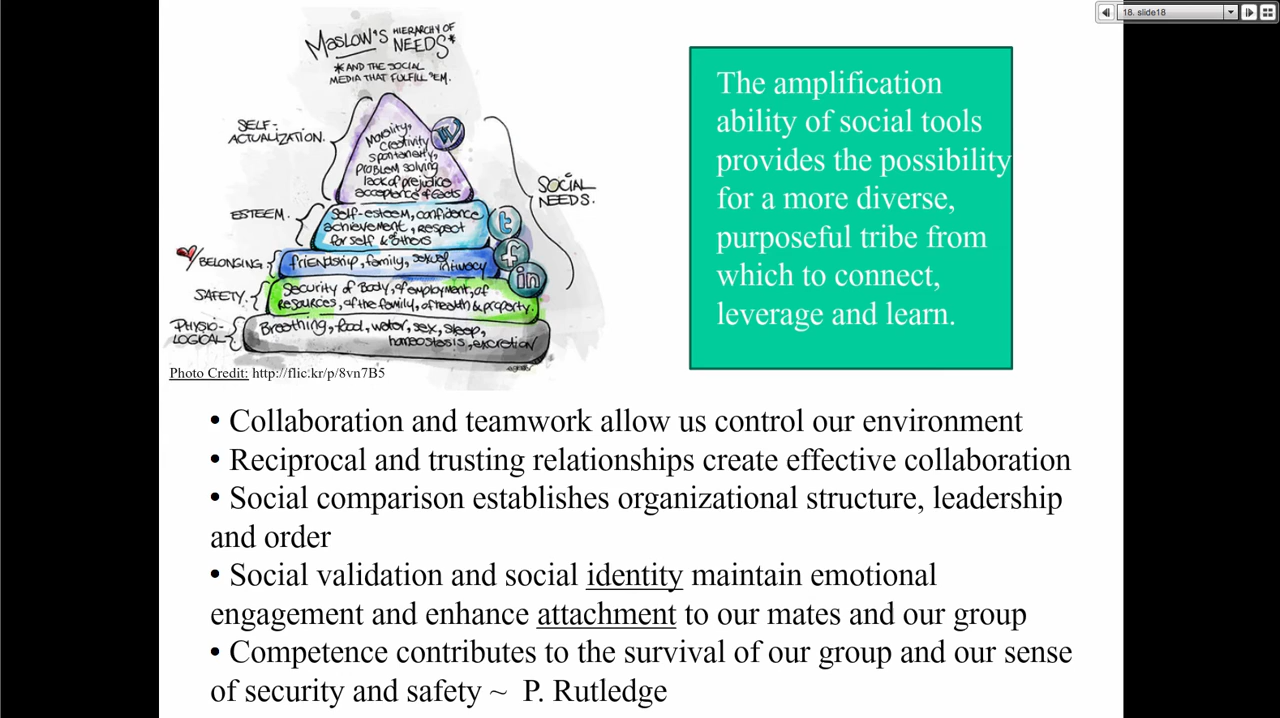 18. slide18
MASLOW'S HIERARCHY OF
NEEDS*
*AND THE SOCIAL
MEDIA THAT FULFILL 'EM.
SELF-
ACTUALIZATION.
Morality,
creativity
spontaneity,
problem solving
lack of prejudice
acceptance of facts
W
SOCIAL
NEEDS.
ESTEEM.
Self-esteem, confidence
achievement, respect
for self & others
t
BELONGING
friendship, family, sexual
intimacy
f
SAFETY.
Security of Body, of employment, of
resources, of the family, of health & property.
in
PHYSIO-
LOGICAL
Breathing, food, water, sex, sleep,
homeostasis, excretion
Photo Credit: http://flic.kr/p/8vn7B5
The amplification
ability of social tools
provides the possibility
for a more diverse,
purposeful tribe from
which to connect,
leverage and learn.
• Collaboration and teamwork allow us control our environment
• Reciprocal and trusting relationships create effective collaboration
• Social comparison establishes organizational structure, leadership
and order
• Social validation and social identity maintain emotional
engagement and enhance attachment to our mates and our group
• Competence contributes to the survival of our group and our sense
of security and safety ~ P. Rutledge